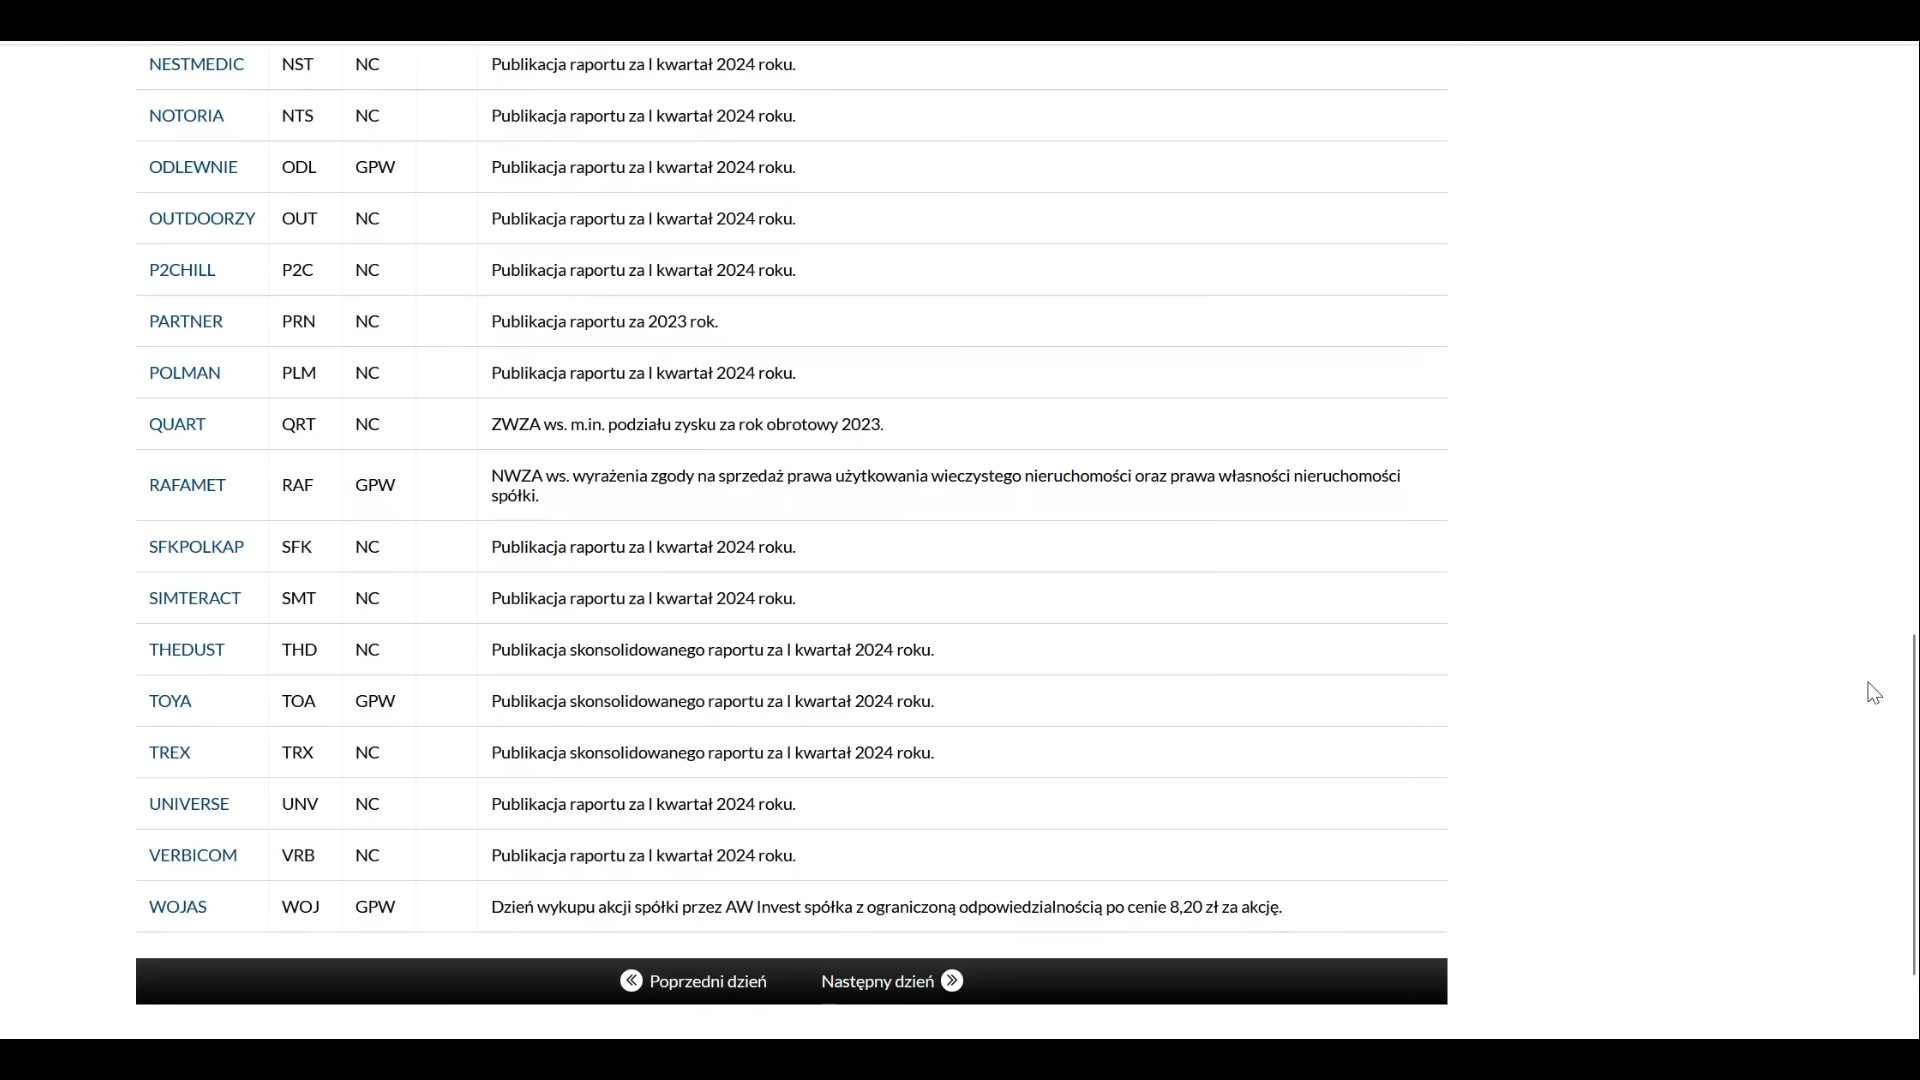 NESTMEDIC NST NC Publikacja raportu za I kwartał 2024 roku.
NOTORIA NTS NC Publikacja raportu za I kwartał 2024 roku.
ODLEWNIE ODL GPW Publikacja raportu za I kwartał 2024 roku.
OUTDOORZY OUT NC Publikacja raportu za I kwartał 2024 roku.
P2CHILL P2C NC Publikacja raportu za I kwartał 2024 roku.
PARTNER PRN NC Publikacja raportu za 2023 rok.
POLMAN PLM NC Publikacja raportu za I kwartał 2024 roku.
QUART QRT NC ZWZA ws. m.in. podziału zysku za rok obrotowy 2023.
RAFAMET RAF GPW NWZA ws. wyrażenia zgody na sprzedaż prawa użytkowania wieczystego nieruchomości oraz prawa własności nieruchomości
spółki.
SFKPOLKAP SFK NC Publikacja raportu za I kwartał 2024 roku.
SIMTERACT SMT NC Publikacja raportu za I kwartał 2024 roku.
THEDUST THD NC Publikacja skonsolidowanego raportu za I kwartał 2024 roku.
TOYA TOA GPW Publikacja skonsolidowanego raportu za I kwartał 2024 roku.
TREX TRX NC Publikacja skonsolidowanego raportu za I kwartał 2024 roku.
UNIVERSE UNV NC Publikacja raportu za I kwartał 2024 roku.
VERBICOM VRB NC Publikacja raportu za I kwartał 2024 roku.
WOJAS WOJ GPW Dzień wykupu akcji spółki przez AW Invest spółka z ograniczoną odpowiedzialnością po cenie 8,20 zł za akcję.
Poprzedni dzień Następny dzień